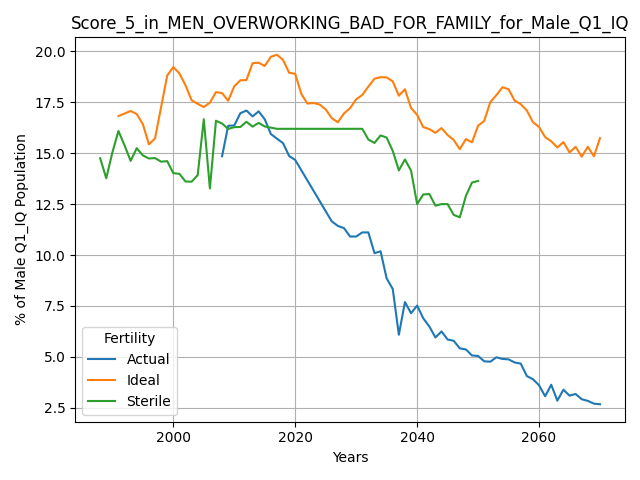 Score_5_in_MEN_OVERWORKING_BAD_FOR_FAMILY_for_Male_Q1_IQ
% of Male Q1_IQ Population
20.0
17.5
15.0
12.5
10.0
7.5
5.0
2.5
Fertility
Actual
Ideal
Sterile
2000
2020
2040
2060
Years